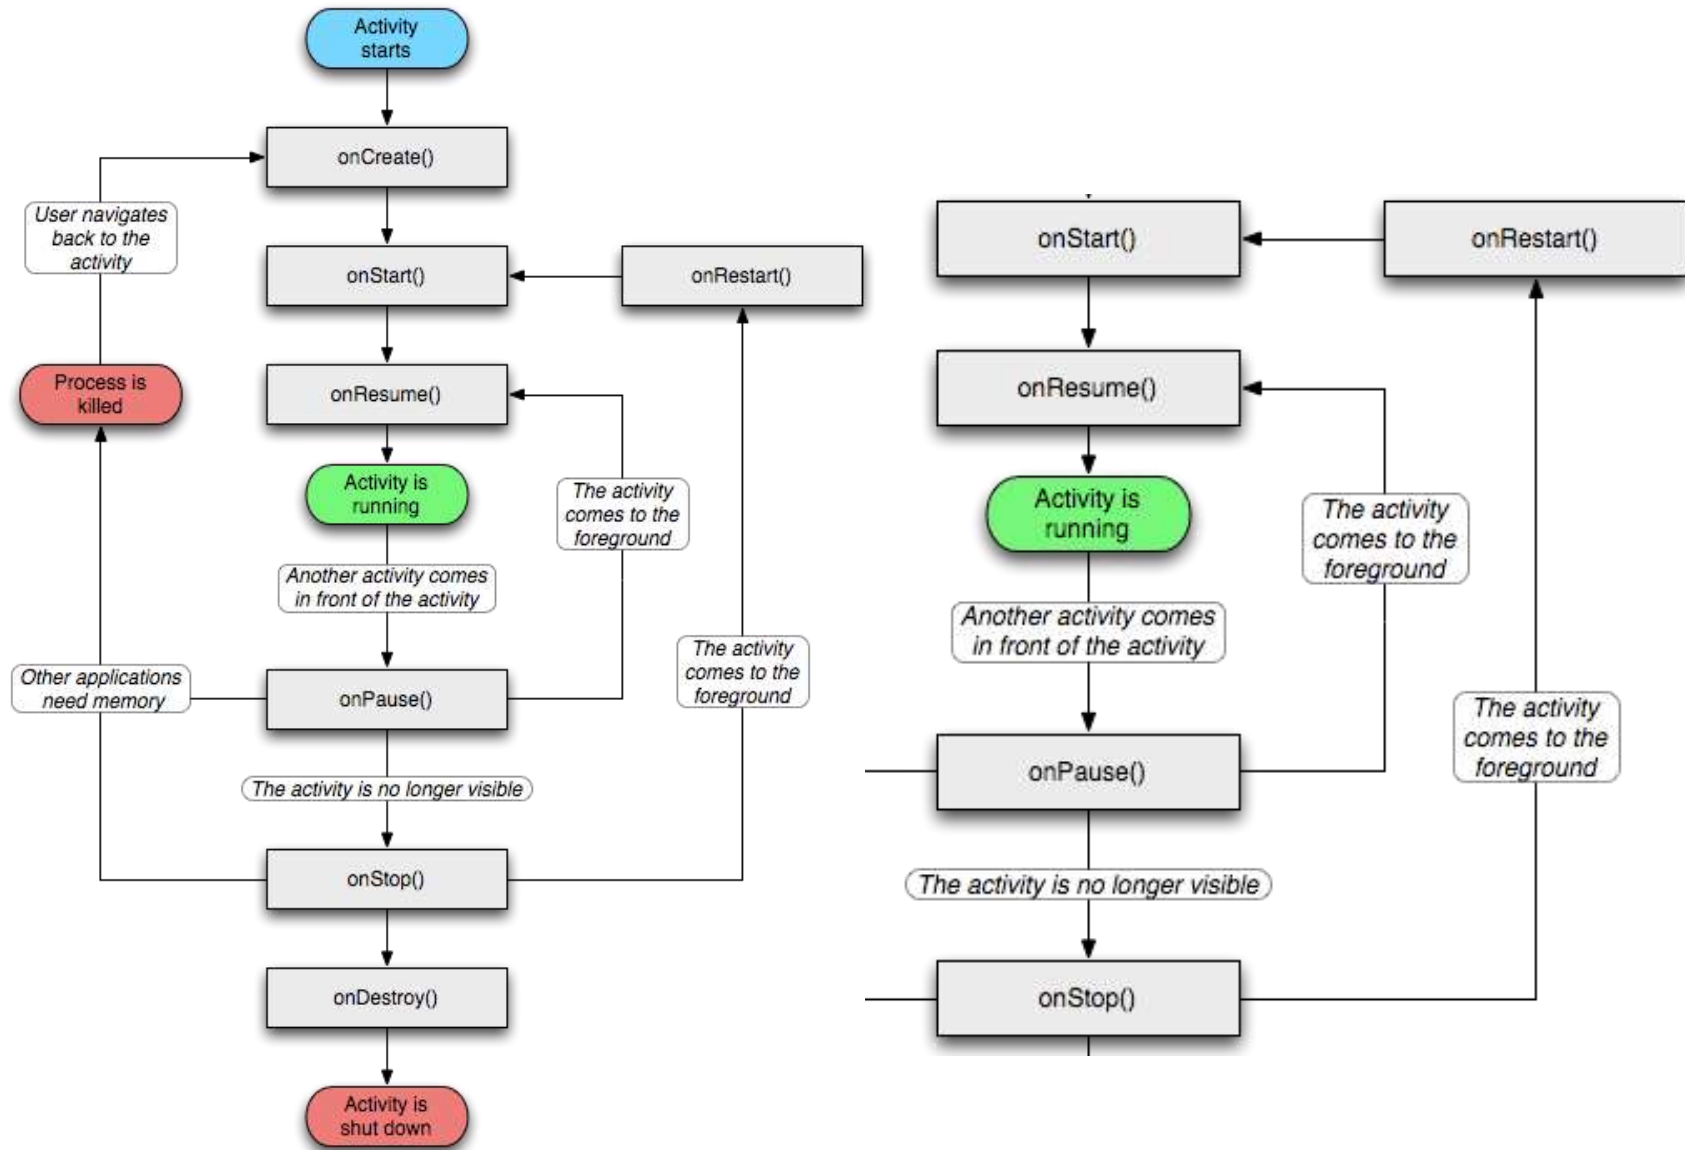 Activity
starts
onCreate()
User navigates
back to the
activity
onStart()
onRestart()
Process is
killed
onResume()
Activity is
running
The activity
comes to the
foreground
Another activity comes
in front of the activity
The activity
comes to the
foreground
Other applications
need memory
onPause()
The activity is no longer visible
onStop()
onDestroy()
Activity is
shut down
onStart()
onRestart()
onResume()
Activity is
running
The activity
comes to the
foreground
Another activity comes
in front of the activity
The activity
comes to the
foreground
onPause()
The activity is no longer visible
onStop()